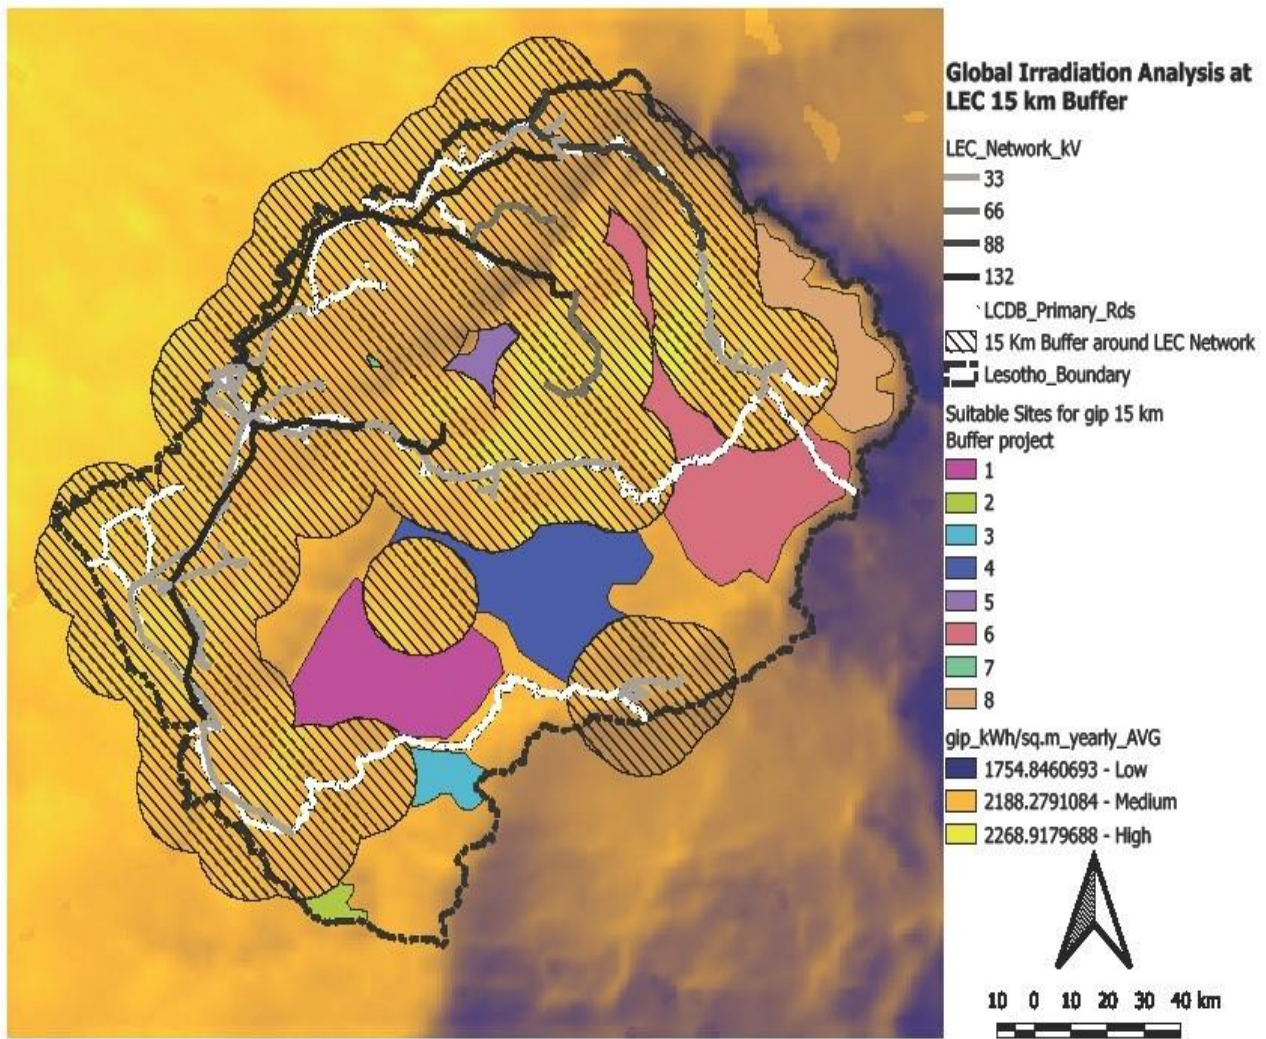 Global Irradiation Analysis at
LEC 15 km Buffer
LEC_Network_kV
33
66
88
132
LCDB_Primary_Rds
15 Km Buffer around LEC Network
Lesotho_Boundary
Suitable Sites for gip 15 km
Buffer project
1
2
3
4
5
6
7
8
gip_kWh/sq.m_yearly_AVG
1754.8460693 - Low
2188.2791084 - Medium
2268.9179688 - High
10 0 10 20 30 40 km